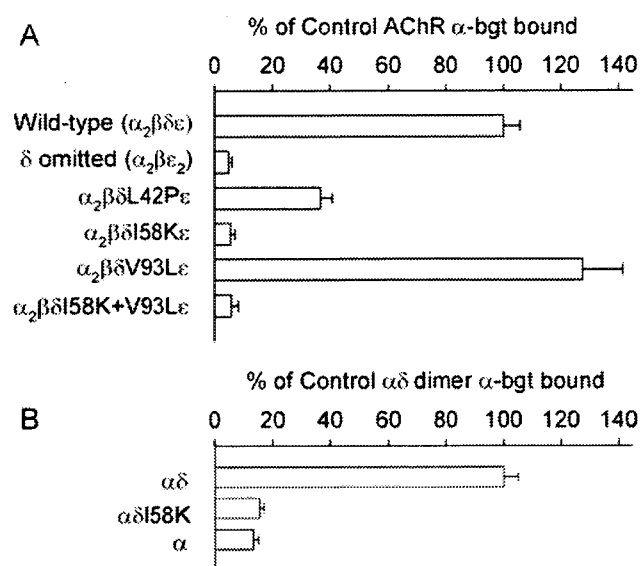 A
% of Control AChR α-bgt bound
0 20 40 60 80 100 120 140
Wild-type (α₂βδε)
δ omitted (α₂βε₂)
α₂βδL42Pε
α₂βδI58Kε
α₂βδV93Lε
α₂βδI58K+V93Lε
% of Control αδ dimer α-bgt bound
B
0 20 40 60 80 100 120 140
αδ
αδI58K
α